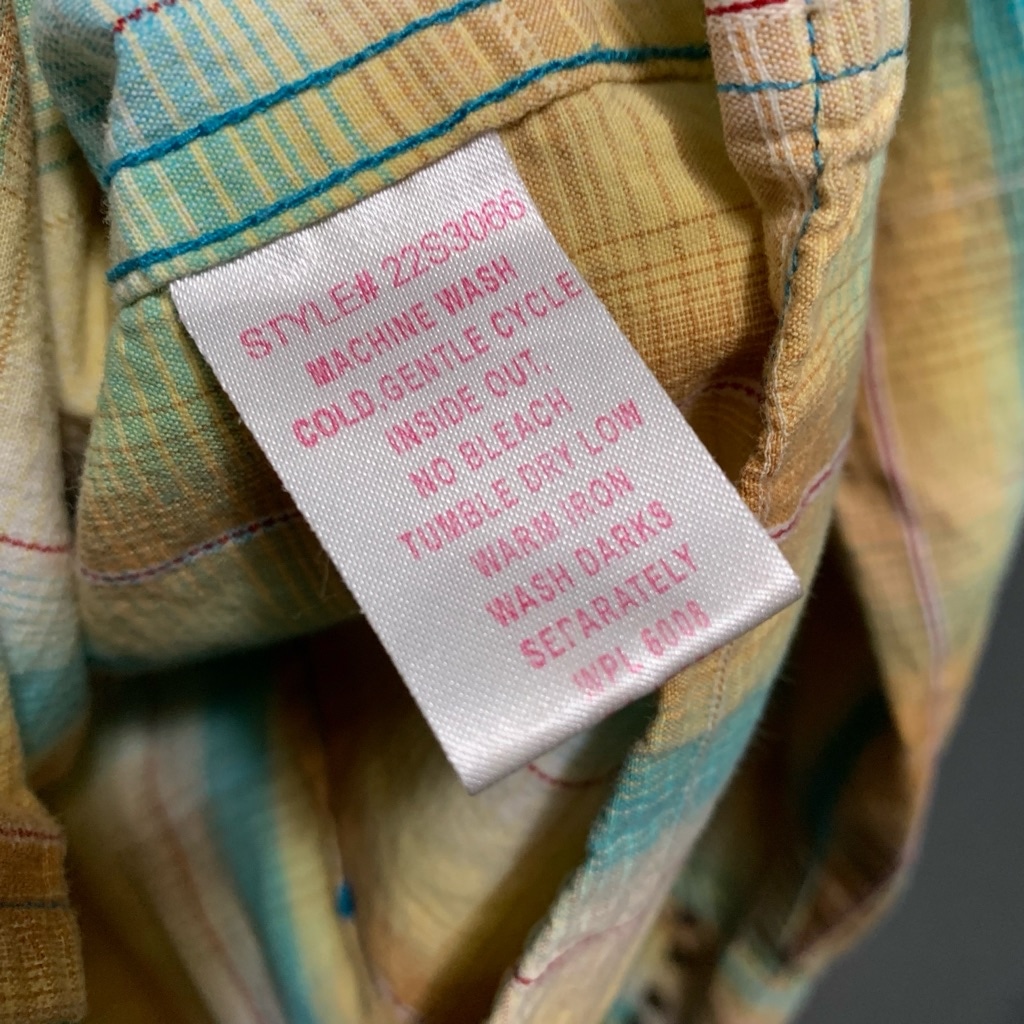 STYLE# 22S3066
MACHINE WASH
COLD,GENTLE CYCLE
INSIDE OUT,
NO BLEACH
TUMBLE DRY LOW
WARM IRON
WASH DARKS
SETARATELY
WPL 6008